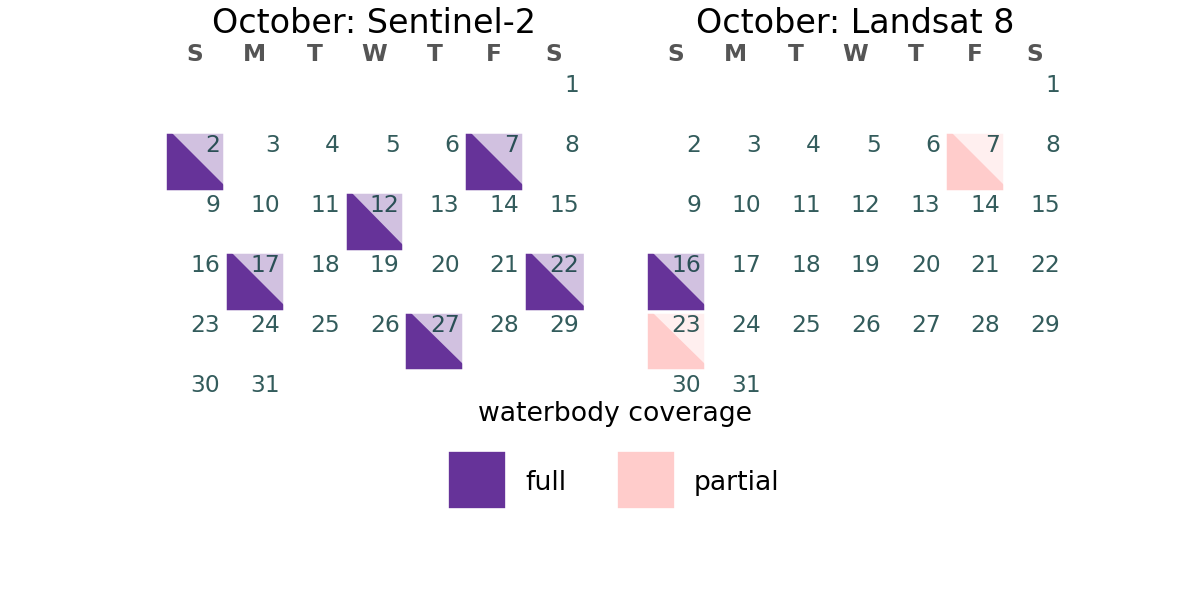 October: Sentinel-2
S M T W T F S
1
2 3 4 5 6 7 8
9 10 11 12 13 14 15
16 17 18 19 20 21 22
23 24 25 26 27 28 29
30 31
October: Landsat 8
S M T W T F S
1
2 3 4 5 6 7 8
9 10 11 12 13 14 15
16 17 18 19 20 21 22
23 24 25 26 27 28 29
30 31
waterbody coverage
full partial